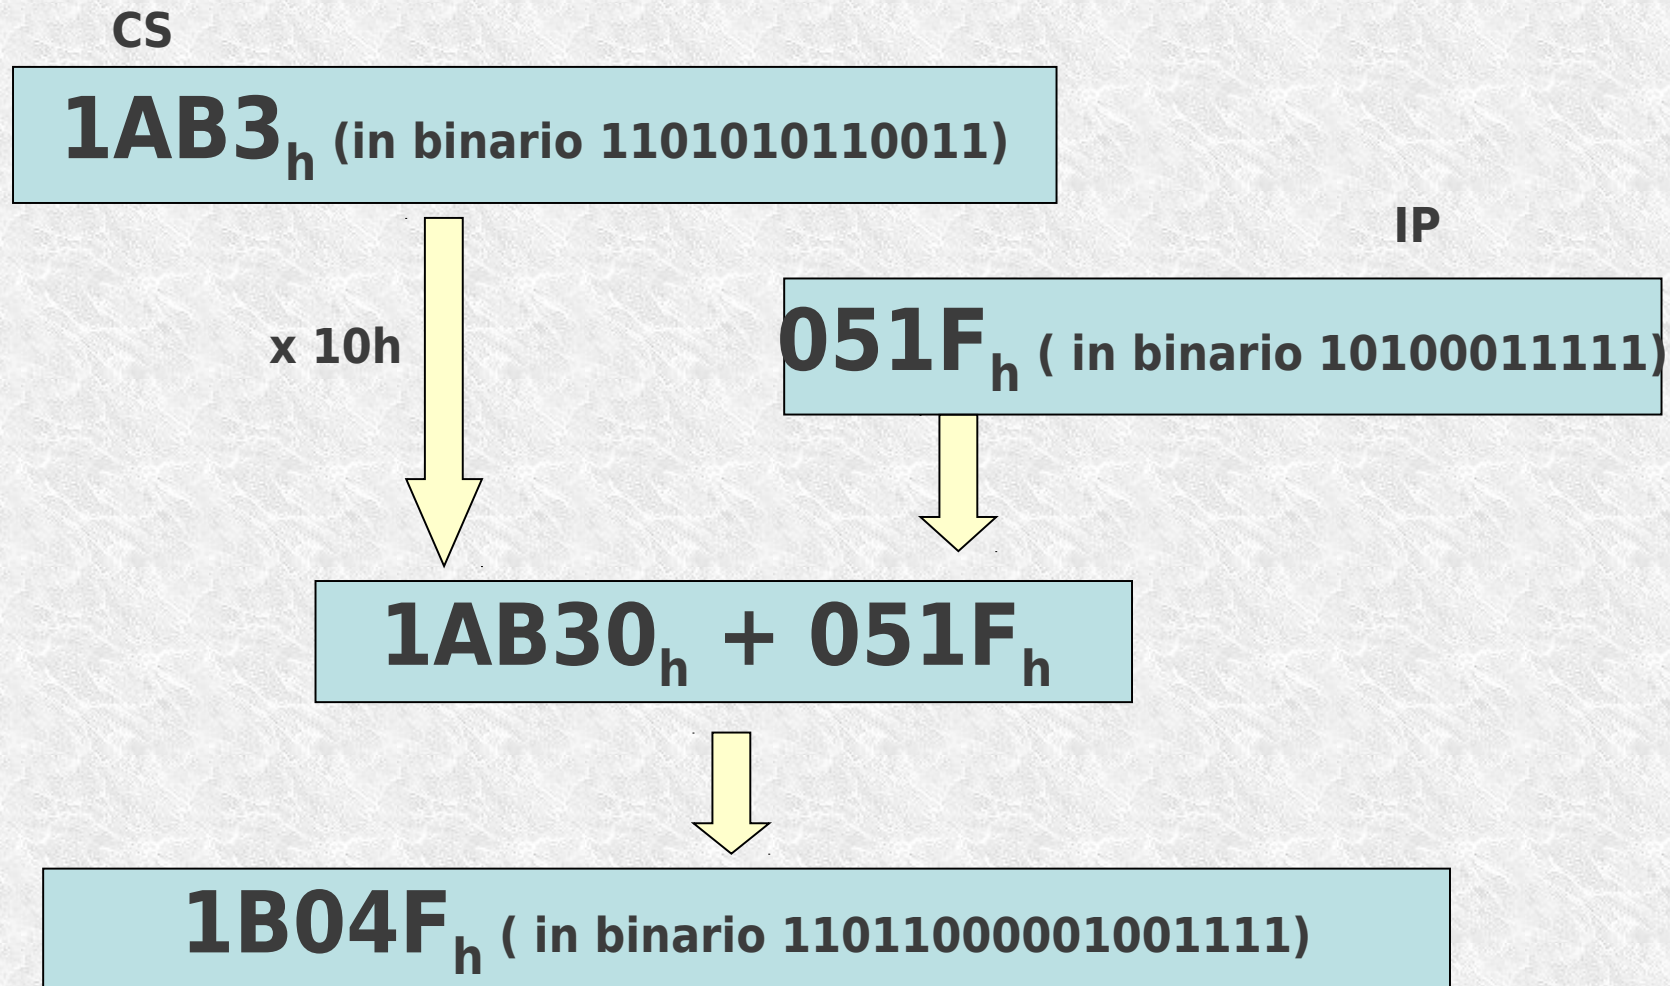 CS
1AB3h (in binario 1101010110011)
IP
x 10h
051Fh ( in binario 10100011111)
1AB30h + 051Fh
1B04Fh ( in binario 11011000001001111)